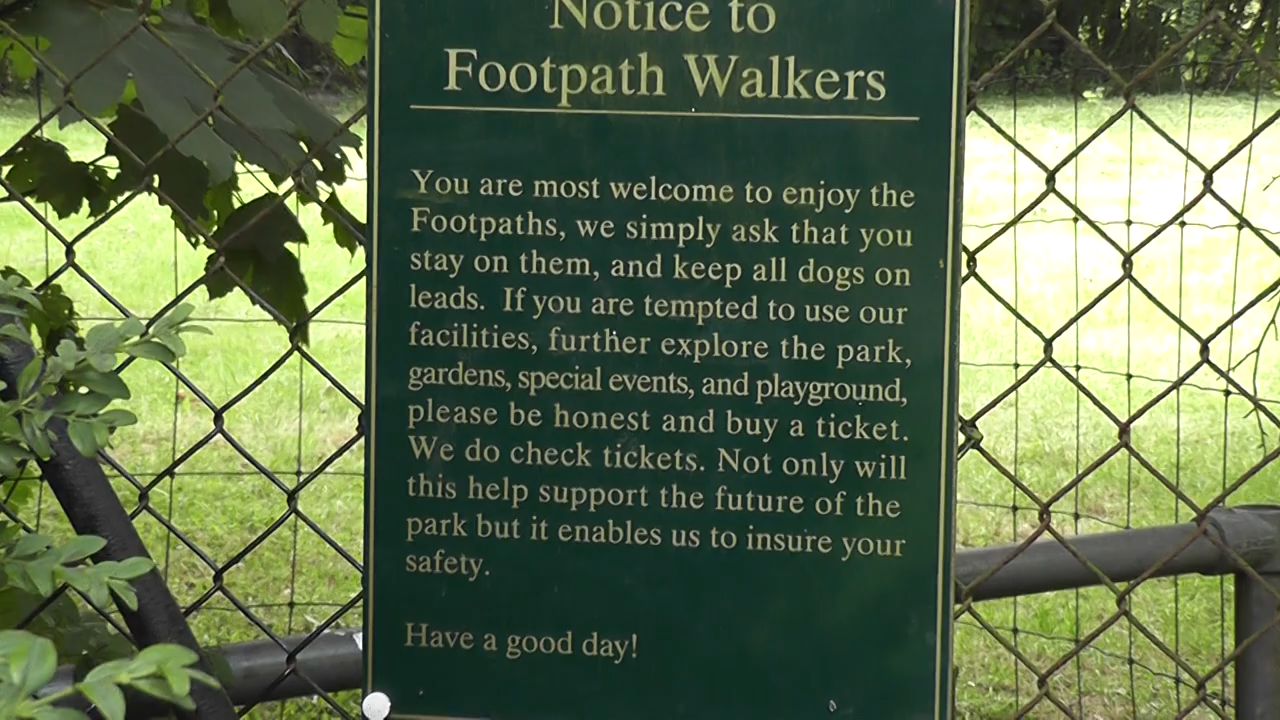 Notice to
Footpath Walkers
You are most welcome to enjoy the
Footpaths, we simply ask that you
stay on them, and keep all dogs on
leads. If you are tempted to use our
facilities, further explore the park,
gardens, special events, and playground,
please be honest and buy a ticket.
We do check tickets. Not only will
this help support the future of the
park but it enables us to insure your
safety.
Have a good day!